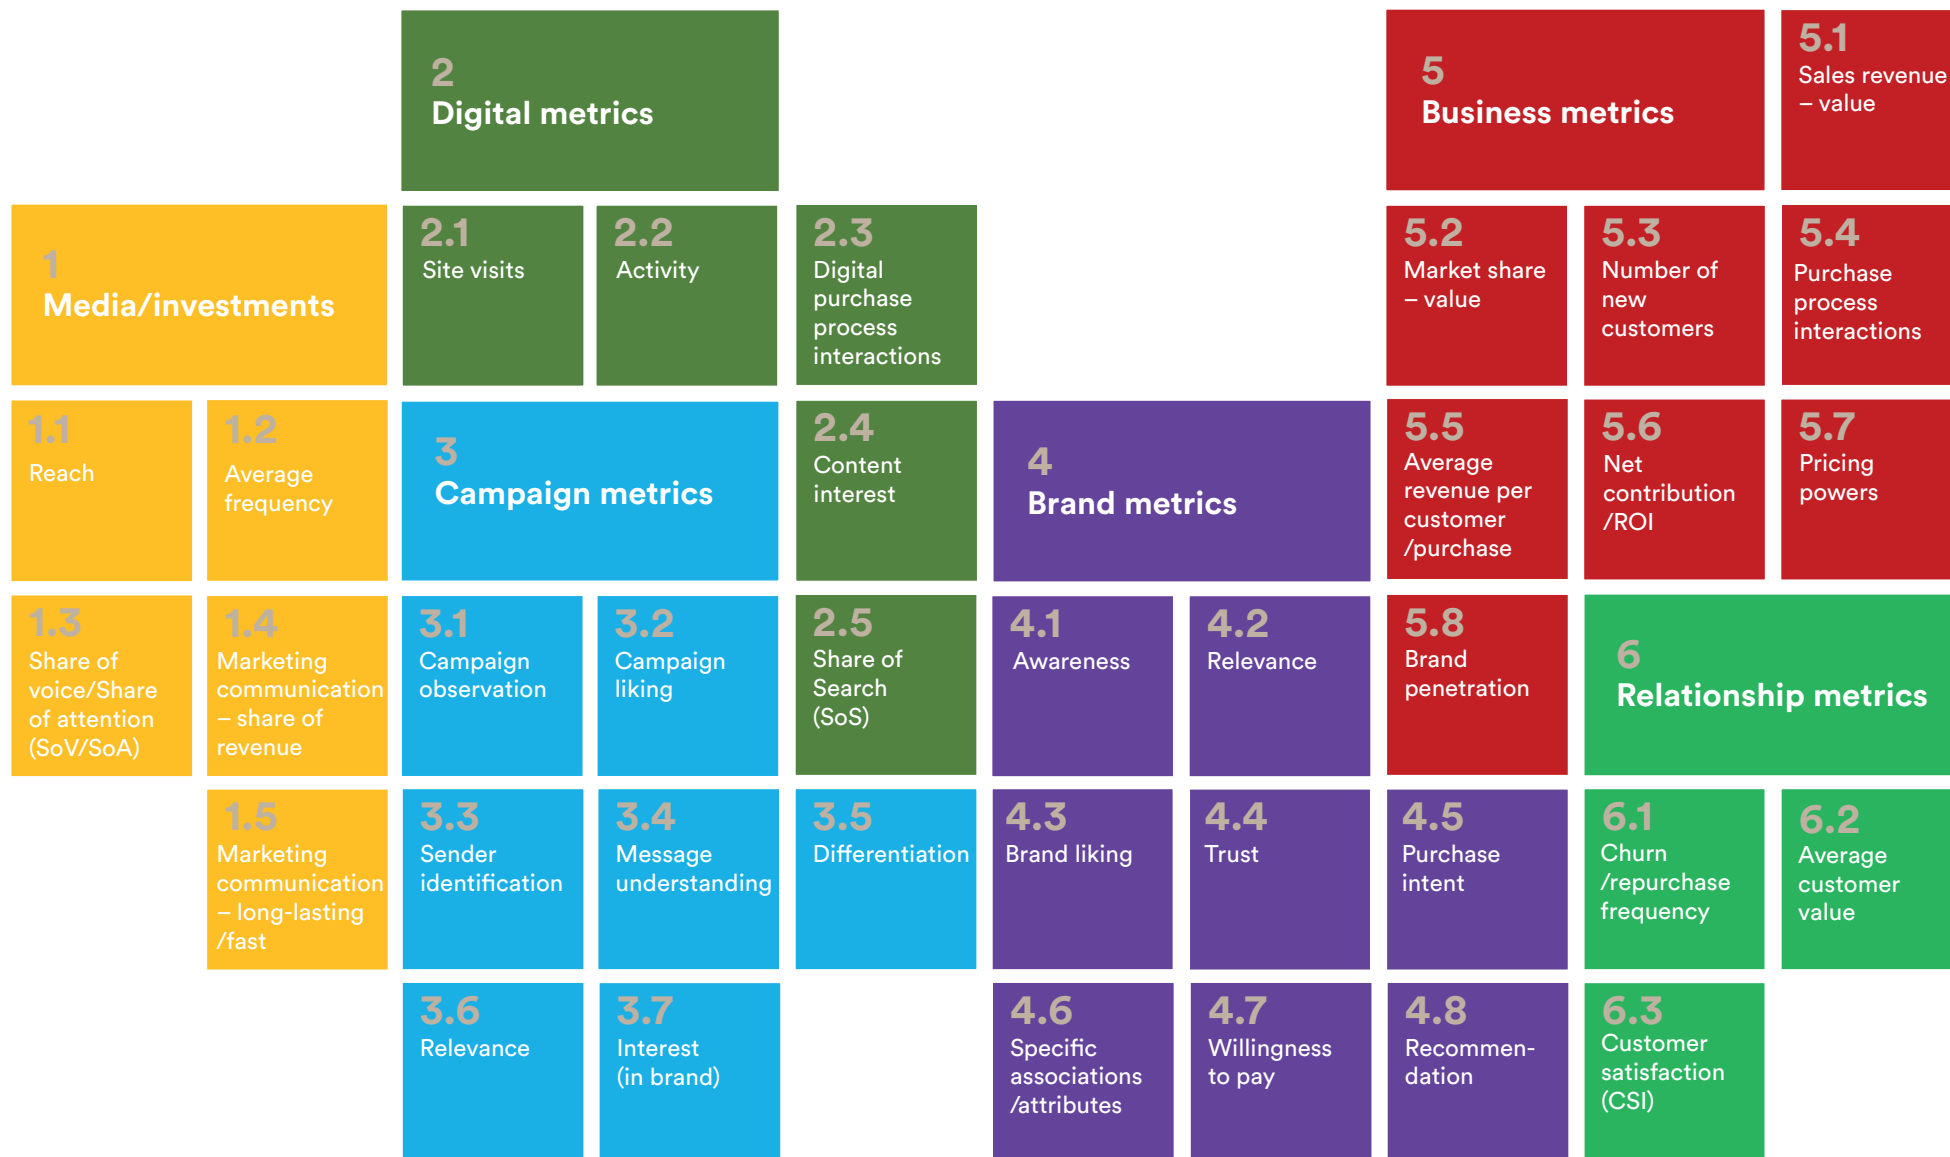 1
Media/investments
1.1
Reach
1.2
Average
frequency
1.3
Share of
voice/Share
of attention
(SoV/SoA)
1.4
Marketing
communication
– share of
revenue
1.5
Marketing
communication
– long-lasting
/fast
2
Digital metrics
2.1
Site visits
2.2
Activity
2.3
Digital
purchase
process
interactions
2.4
Content
interest
2.5
Share of
Search
(SoS)
3
Campaign metrics
3.1
Campaign
observation
3.2
Campaign
liking
3.3
Sender
identification
3.4
Message
understanding
3.5
Differentiation
3.6
Relevance
3.7
Interest
(in brand)
4
Brand metrics
4.1
Awareness
4.2
Relevance
4.3
Brand liking
4.4
Trust
4.5
Purchase
intent
4.6
Specific
associations
/attributes
4.7
Willingness
to pay
4.8
Recommen-
dation
5
Business metrics
5.1
Sales revenue
– value
5.2
Market share
– value
5.3
Number of
new
customers
5.4
Purchase
process
interactions
5.5
Average
revenue per
customer
/purchase
5.6
Net
contribution
/ROI
5.7
Pricing
powers
5.8
Brand
penetration
6
Relationship metrics
6.1
Churn
/repurchase
frequency
6.2
Average
customer
value
6.3
Customer
satisfaction
(CSI)